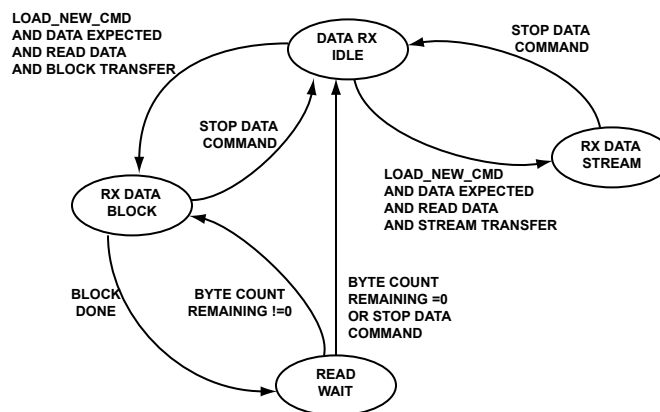 LOAD_NEW_CMD
AND DATA EXPECTED
AND READ DATA
AND BLOCK TRANSFER
DATA RX
IDLE
STOP DATA
COMMAND
STOP DATA
COMMAND
RX DATA
STREAM
RX DATA
BLOCK
LOAD_NEW_CMD
AND DATA EXPECTED
AND READ DATA
AND STREAM TRANSFER
BLOCK
DONE
BYTE COUNT
REMAINING !=0
BYTE COUNT
REMAINING =0
OR STOP DATA
COMMAND
READ
WAIT